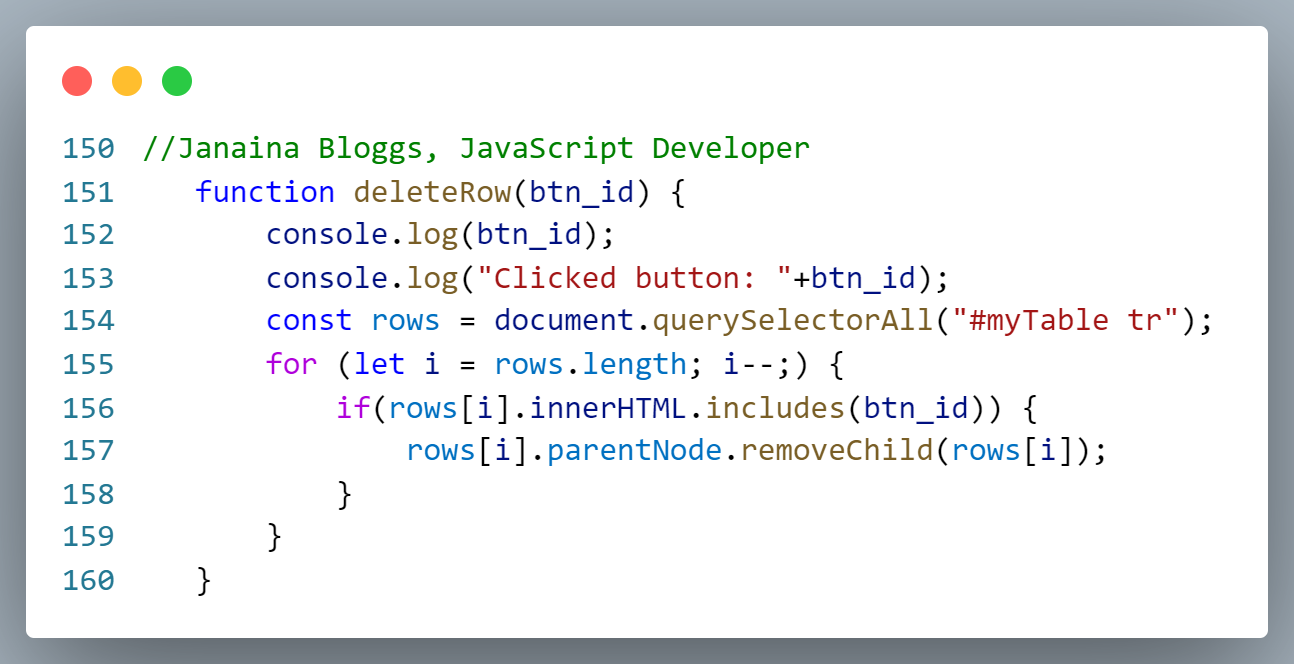 150 //Janaina Bloggs, JavaScript Developer
151    function deleteRow(btn_id) {
152        console.log(btn_id);
153        console.log("Clicked button: "+btn_id);
154        const rows = document.querySelectorAll("#myTable tr");
155        for (let i = rows.length; i--;) {
156            if(rows[i].innerHTML.includes(btn_id)) {
157                rows[i].parentNode.removeChild(rows[i]);
158            }
159        }
160    }